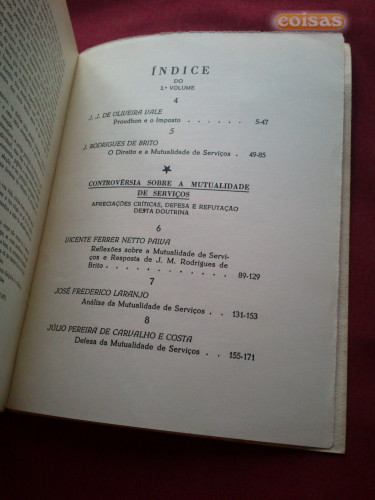 coisas
ÍNDICE
DO
2.º VOLUME
4
J. J. DE OLIVEIRA VALE
Proudhon e o Imposto . . . . . . 5-47
5
J. RODRIGUES DE BRITO
O Direito e a Mutualidade de Serviços . 49-85
CONTROVÉRSIA SOBRE A MUTUALIDADE
DE SERVIÇOS
APRECIAÇÕES CRÍTICAS, DEFESA E REFUTAÇÃO
DESTA DOUTRINA
6
VICENTE FERRER NETTO PAIVA
Reflexões sobre a Mutualidade de Servi-
ços e Resposta de J. M. Rodrigues de
Brito . . . . . . . . . . . 89-129
7
JOSÉ FREDERICO LARANJO
Análise da Mutualidade de Serviços . . 131-153
8
JÚLIO PEREIRA DE CARVALHO E COSTA
Defesa da Mutualidade de Serviços . . 155-171